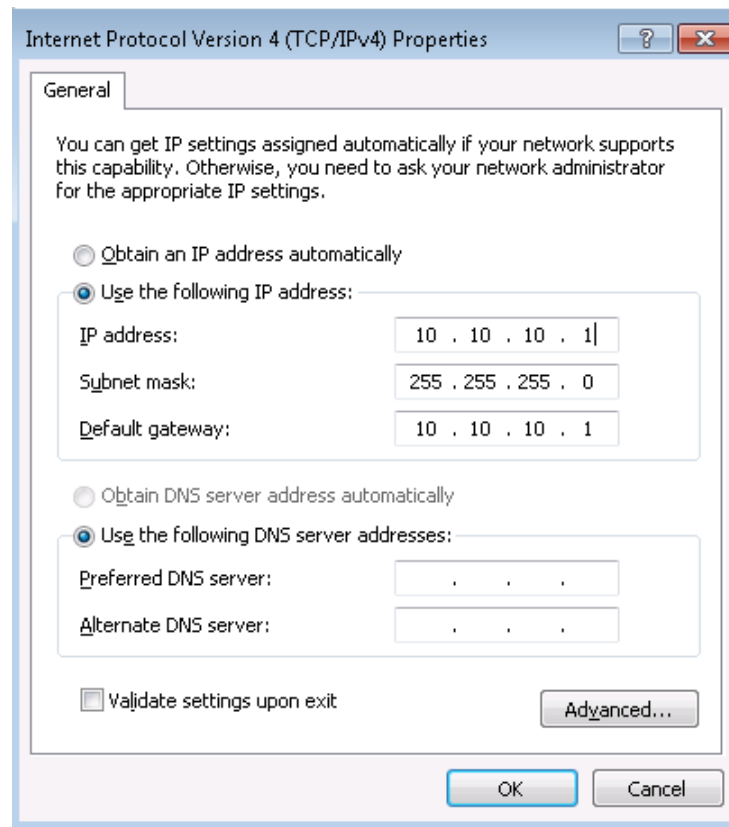 Internet Protocol Version 4 (TCP/IPv4) Properties
General
You can get IP settings assigned automatically if your network supports
this capability. Otherwise, you need to ask your network administrator
for the appropriate IP settings.
Obtain an IP address automatically
Use the following IP address:
IP address: 10 . 10 . 10 . 1
Subnet mask: 255 . 255 . 255 . 0
Default gateway: 10 . 10 . 10 . 1
Obtain DNS server address automatically
Use the following DNS server addresses:
Preferred DNS server: . . .
Alternate DNS server: . . .
Validate settings upon exit
Advanced...
OK Cancel